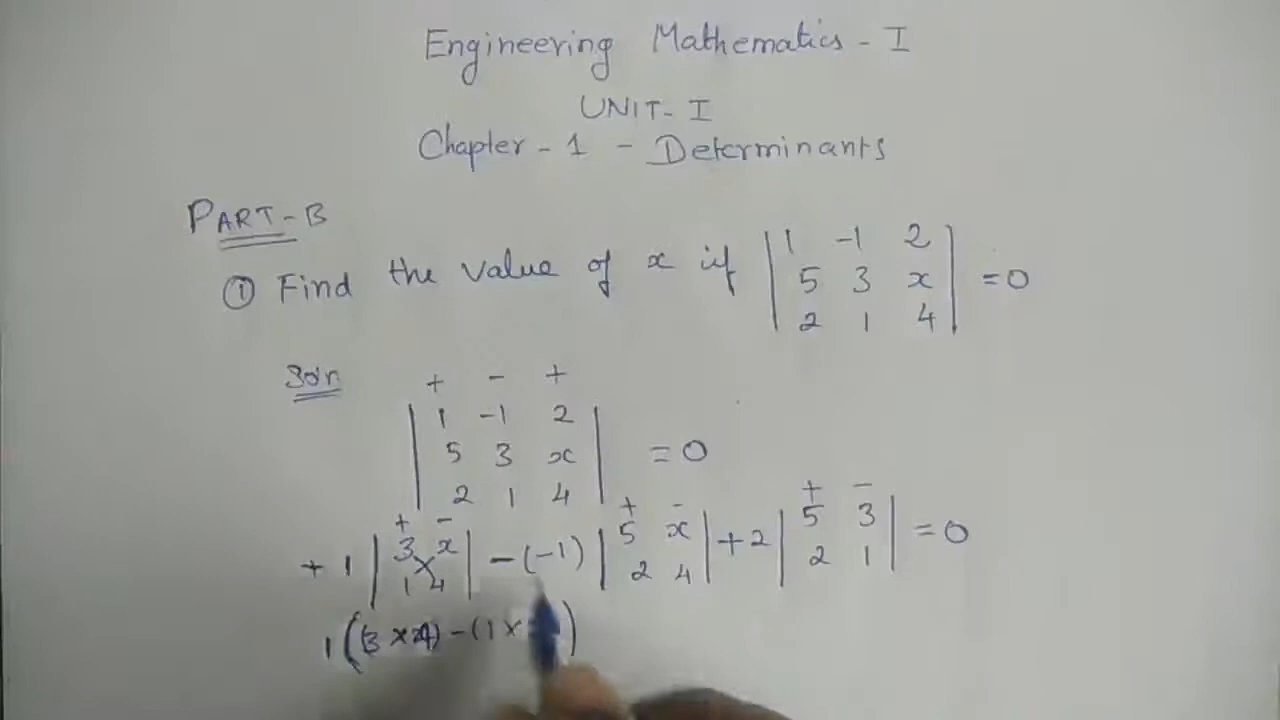 Engineering Mathematics - I
UNIT - I
Chapter - 1 - Determinants
PART - B
① Find the value of x if | 1 -1 2 |
| 5 3 x | = 0
| 2 1 4 |
Soln
+ - +
| 1 -1 2 |
| 5 3 x | = 0
| 2 1 4 |
+ - + - + -
+ 1 | 3 x | - (-1) | 5 x | + 2 | 5 3 | = 0
| 1 4 | | 2 4 | | 2 1 |
1 ((3 × 4) - (1 × )